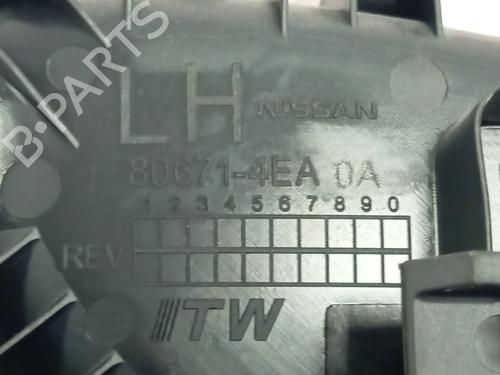 B-PARTS
LH NISSAN
80671-4EA 0A
1 2 3 4 5 6 7 8 9 0
REV
ITW